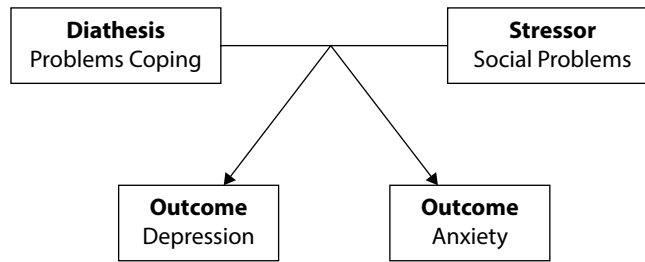 Diathesis
Problems Coping
Stressor
Social Problems
Outcome
Depression
Outcome
Anxiety